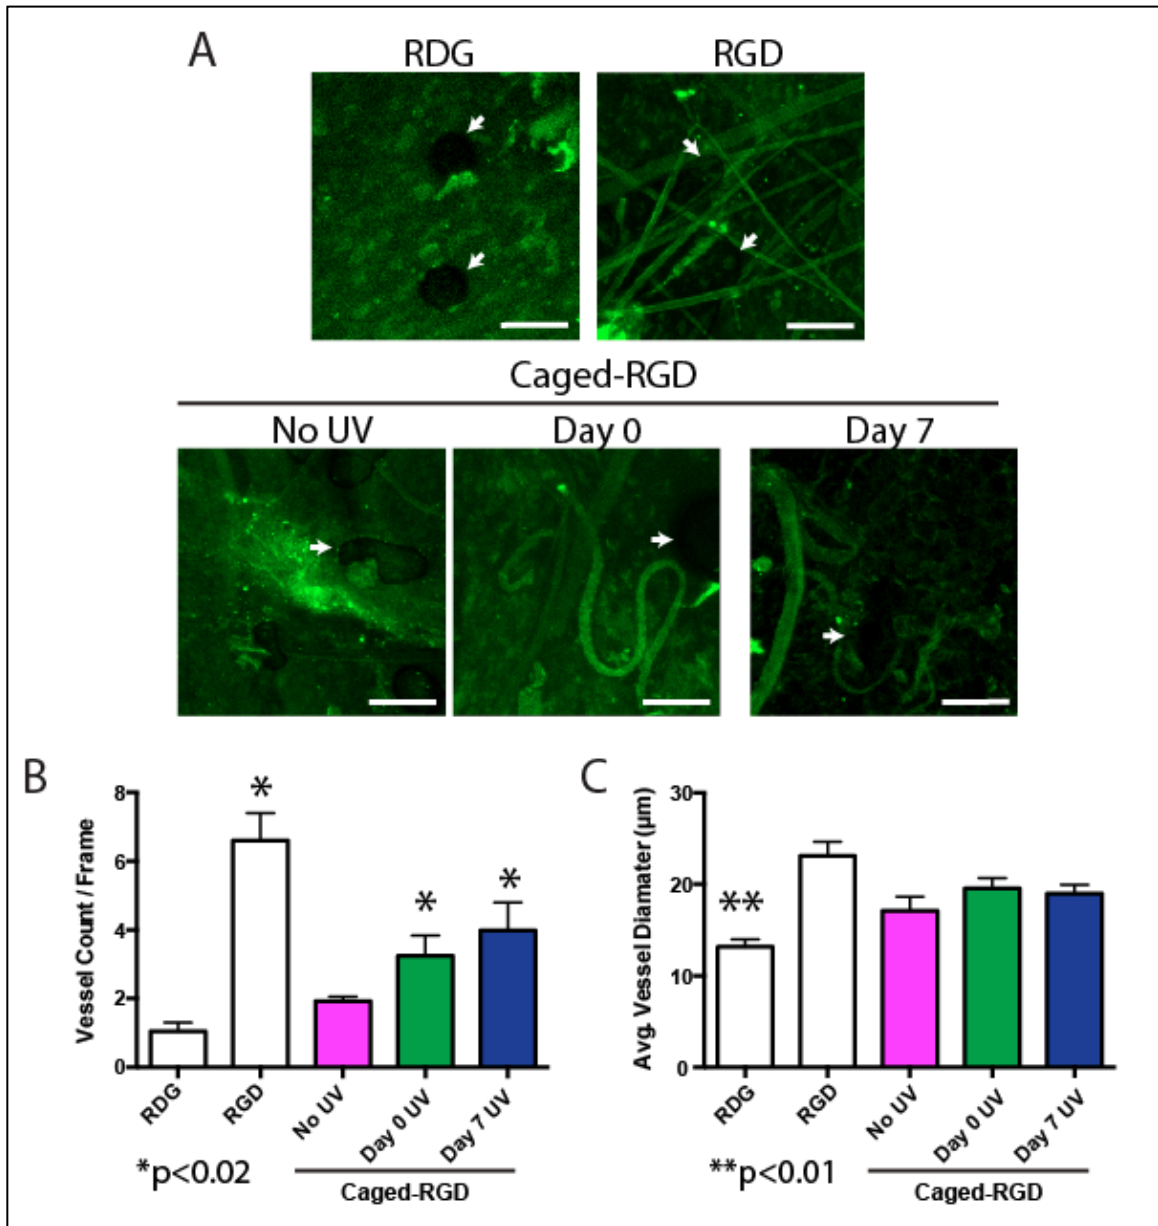 A
RDG
RGD
Caged-RGD
No UV
Day 0
Day 7
B
Vessel Count / Frame
8
6
4
2
0
*
*
*
RDG
RGD
No UV
Day 0 UV
Day 7 UV
*p<0.02
Caged-RGD
C
Avg. Vessel Diamater (µm)
30
20
10
0
**
RDG
RGD
No UV
Day 0 UV
Day 7 UV
**p<0.01
Caged-RGD